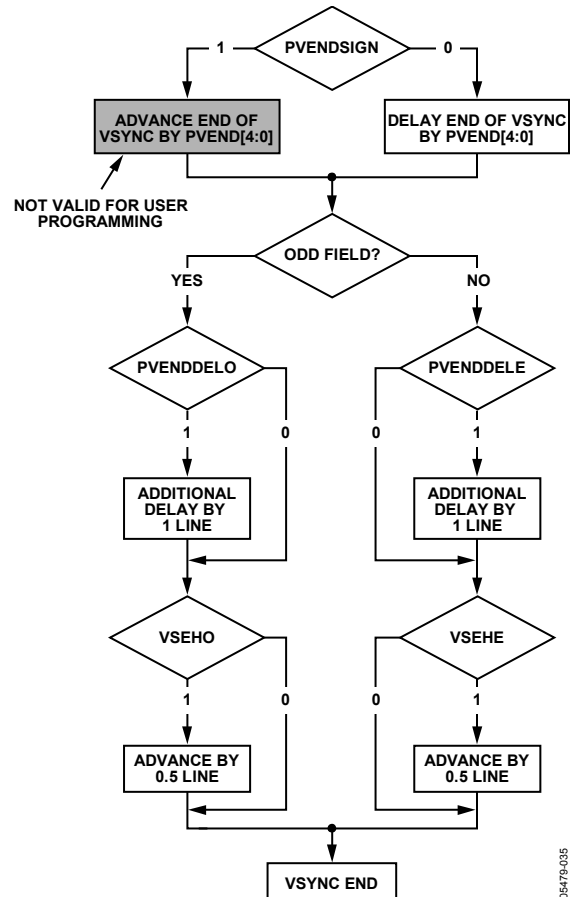 PVENDSIGN
1
0
ADVANCE END OF
VSYNC BY PVEND[4:0]
DELAY END OF VSYNC
BY PVEND[4:0]
NOT VALID FOR USER
PROGRAMMING
ODD FIELD?
YES
NO
PVENDDELO
PVENDDELE
1
0
0
1
ADDITIONAL
DELAY BY
1 LINE
ADDITIONAL
DELAY BY
1 LINE
VSEHO
VSEHE
1
0
0
1
ADVANCE BY
0.5 LINE
ADVANCE BY
0.5 LINE
VSYNC END
05479-035